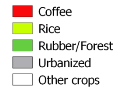 Coffee
Rice
Rubber/Forest
Urbanized
Other crops